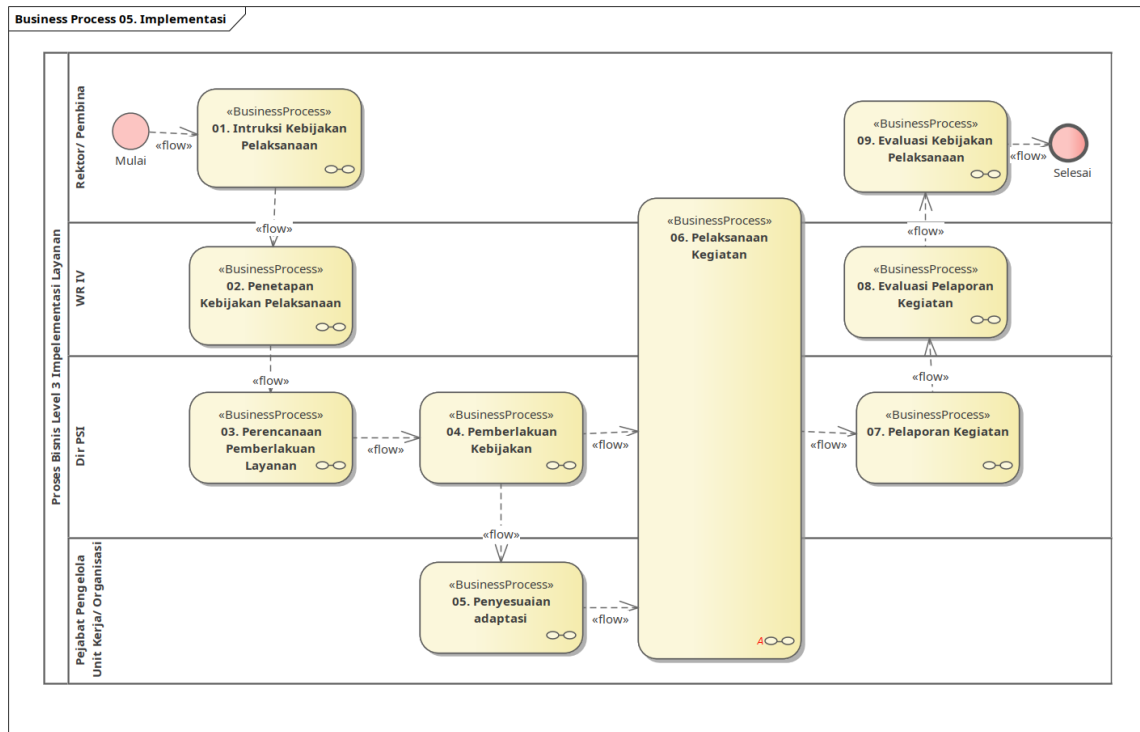 Business Process 05. Implementasi
Proses Bisnis Level 3 Impelementasi Layanan
Rektor/ Pembina
Mulai
«flow»
«BusinessProcess»
01. Intruksi Kebijakan
Pelaksanaan
«flow»
«BusinessProcess»
09. Evaluasi Kebijakan
Pelaksanaan
«flow»
Selesai
WR IV
«BusinessProcess»
02. Penetapan
Kebijakan Pelaksanaan
«flow»
«BusinessProcess»
06. Pelaksanaan
Kegiatan
A
«flow»
«BusinessProcess»
08. Evaluasi Pelaporan
Kegiatan
Dir PSI
«BusinessProcess»
03. Perencanaan
Pemberlakuan
Layanan
«flow»
«BusinessProcess»
04. Pemberlakuan
Kebijakan
«flow»
«flow»
«flow»
«BusinessProcess»
07. Pelaporan Kegiatan
«flow»
Pejabat Pengelola
Unit Kerja/ Organisasi
«BusinessProcess»
05. Penyesuaian
adaptasi
«flow»